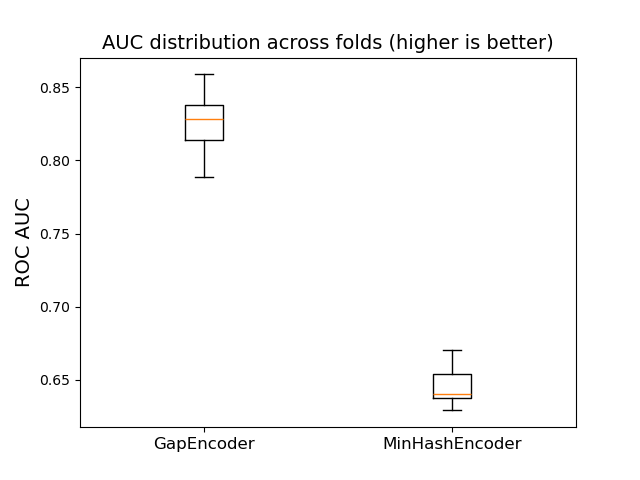 AUC distribution across folds (higher is better)
0.85
0.80
0.75
0.70
0.65
ROC AUC
GapEncoder
MinHashEncoder